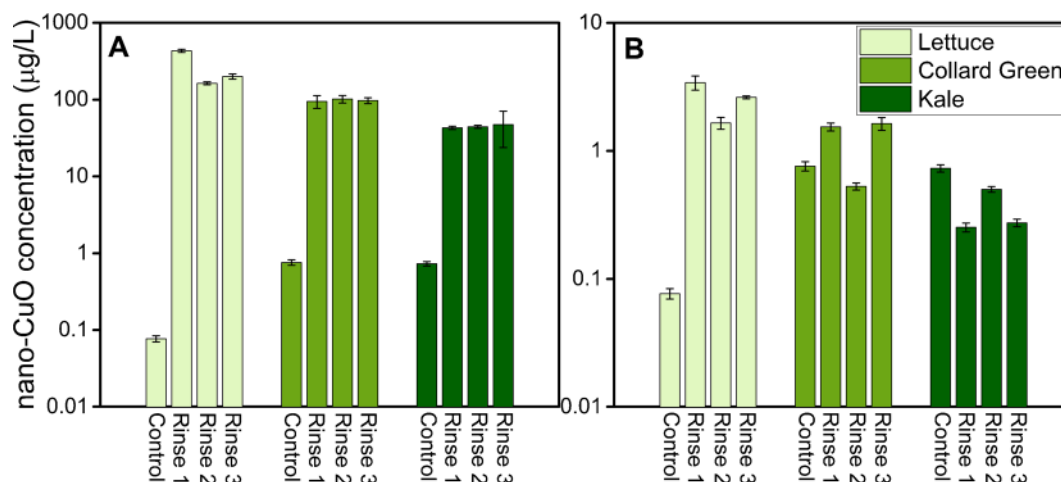 A
nano-CuO concentration (µg/L)
1000
100
10
1
0.1
0.01
Control
Rinse 1
Rinse 2
Rinse 3
Control
Rinse 1
Rinse 2
Rinse 3
Control
Rinse 1
Rinse 2
Rinse 3
B
10
1
0.1
0.01
Lettuce
Collard Green
Kale
Control
Rinse 1
Rinse 2
Rinse 3
Control
Rinse 1
Rinse 2
Rinse 3
Control
Rinse 1
Rinse 2
Rinse 3